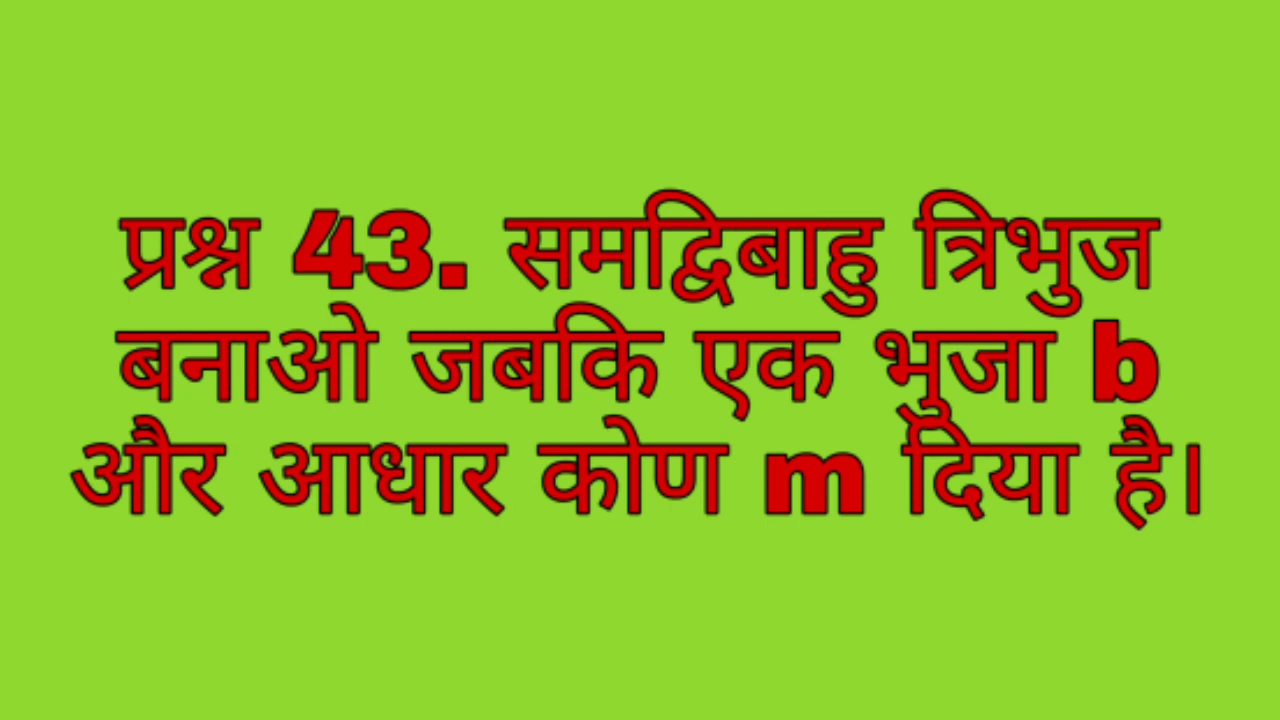 प्रश्न 43. समद्विबाहु त्रिभुज
बनाओ जबकि एक भुजा b
और आधार कोण m दिया है।